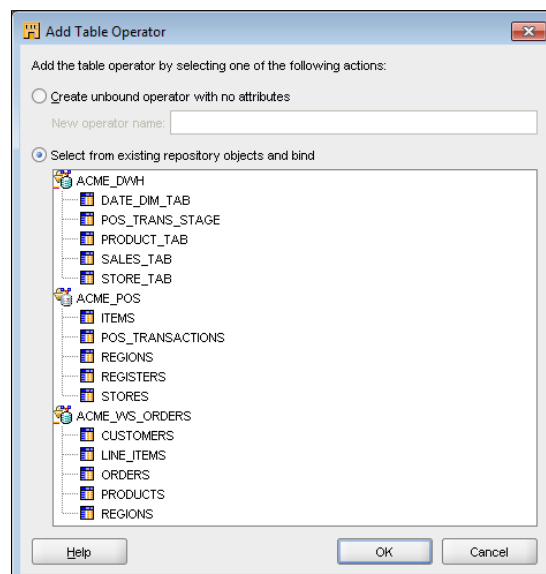 Add Table Operator
Add the table operator by selecting one of the following actions:
Create unbound operator with no attributes
New operator name:
Select from existing repository objects and bind
ACME_DWH
DATE_DIM_TAB
POS_TRANS_STAGE
PRODUCT_TAB
SALES_TAB
STORE_TAB
ACME_POS
ITEMS
POS_TRANSACTIONS
REGIONS
REGISTERS
STORES
ACME_WS_ORDERS
CUSTOMERS
LINE_ITEMS
ORDERS
PRODUCTS
REGIONS
Help OK Cancel